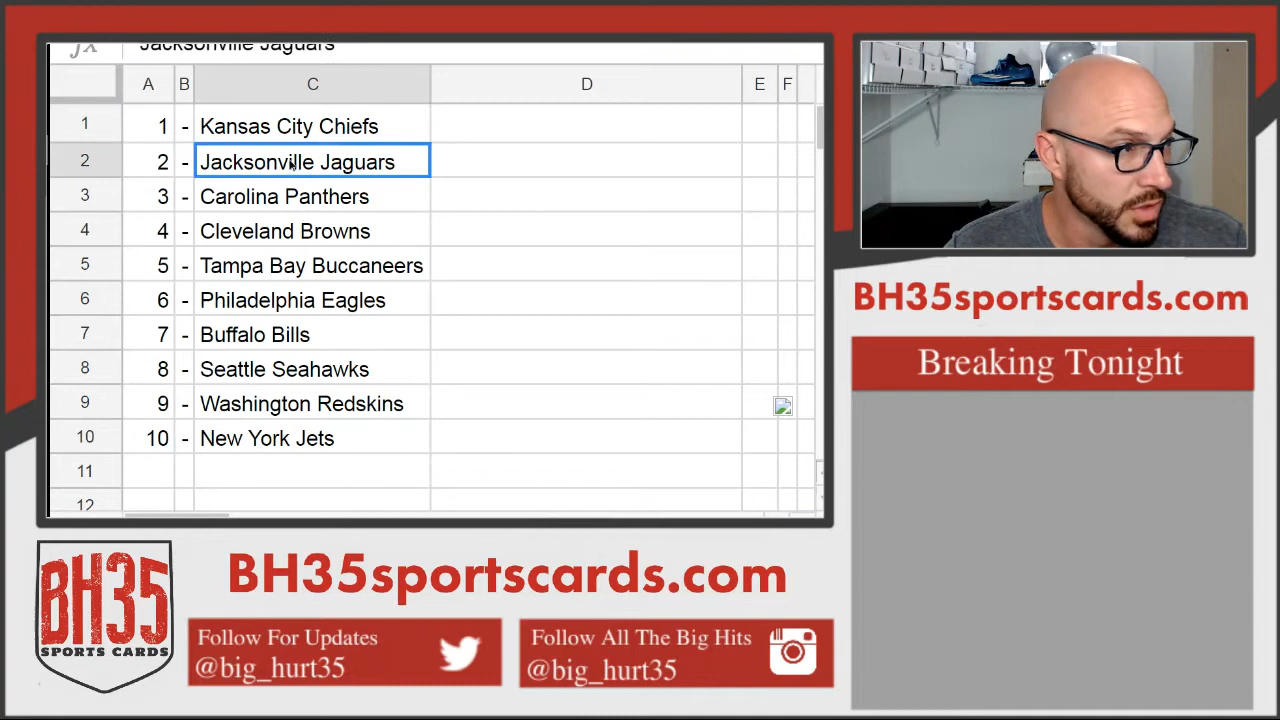 fx Jacksonville Jaguars
A B C D E F
1 1 - Kansas City Chiefs
2 2 - Jacksonville Jaguars
3 3 - Carolina Panthers
4 4 - Cleveland Browns
5 5 - Tampa Bay Buccaneers
6 6 - Philadelphia Eagles
7 7 - Buffalo Bills
8 8 - Seattle Seahawks
9 9 - Washington Redskins
10 10 - New York Jets
11
12
BH35sportscards.com
Breaking Tonight
BH35
SPORTS CARDS
BH35sportscards.com
Follow For Updates
@big_hurt35
Follow All The Big Hits
@big_hurt35